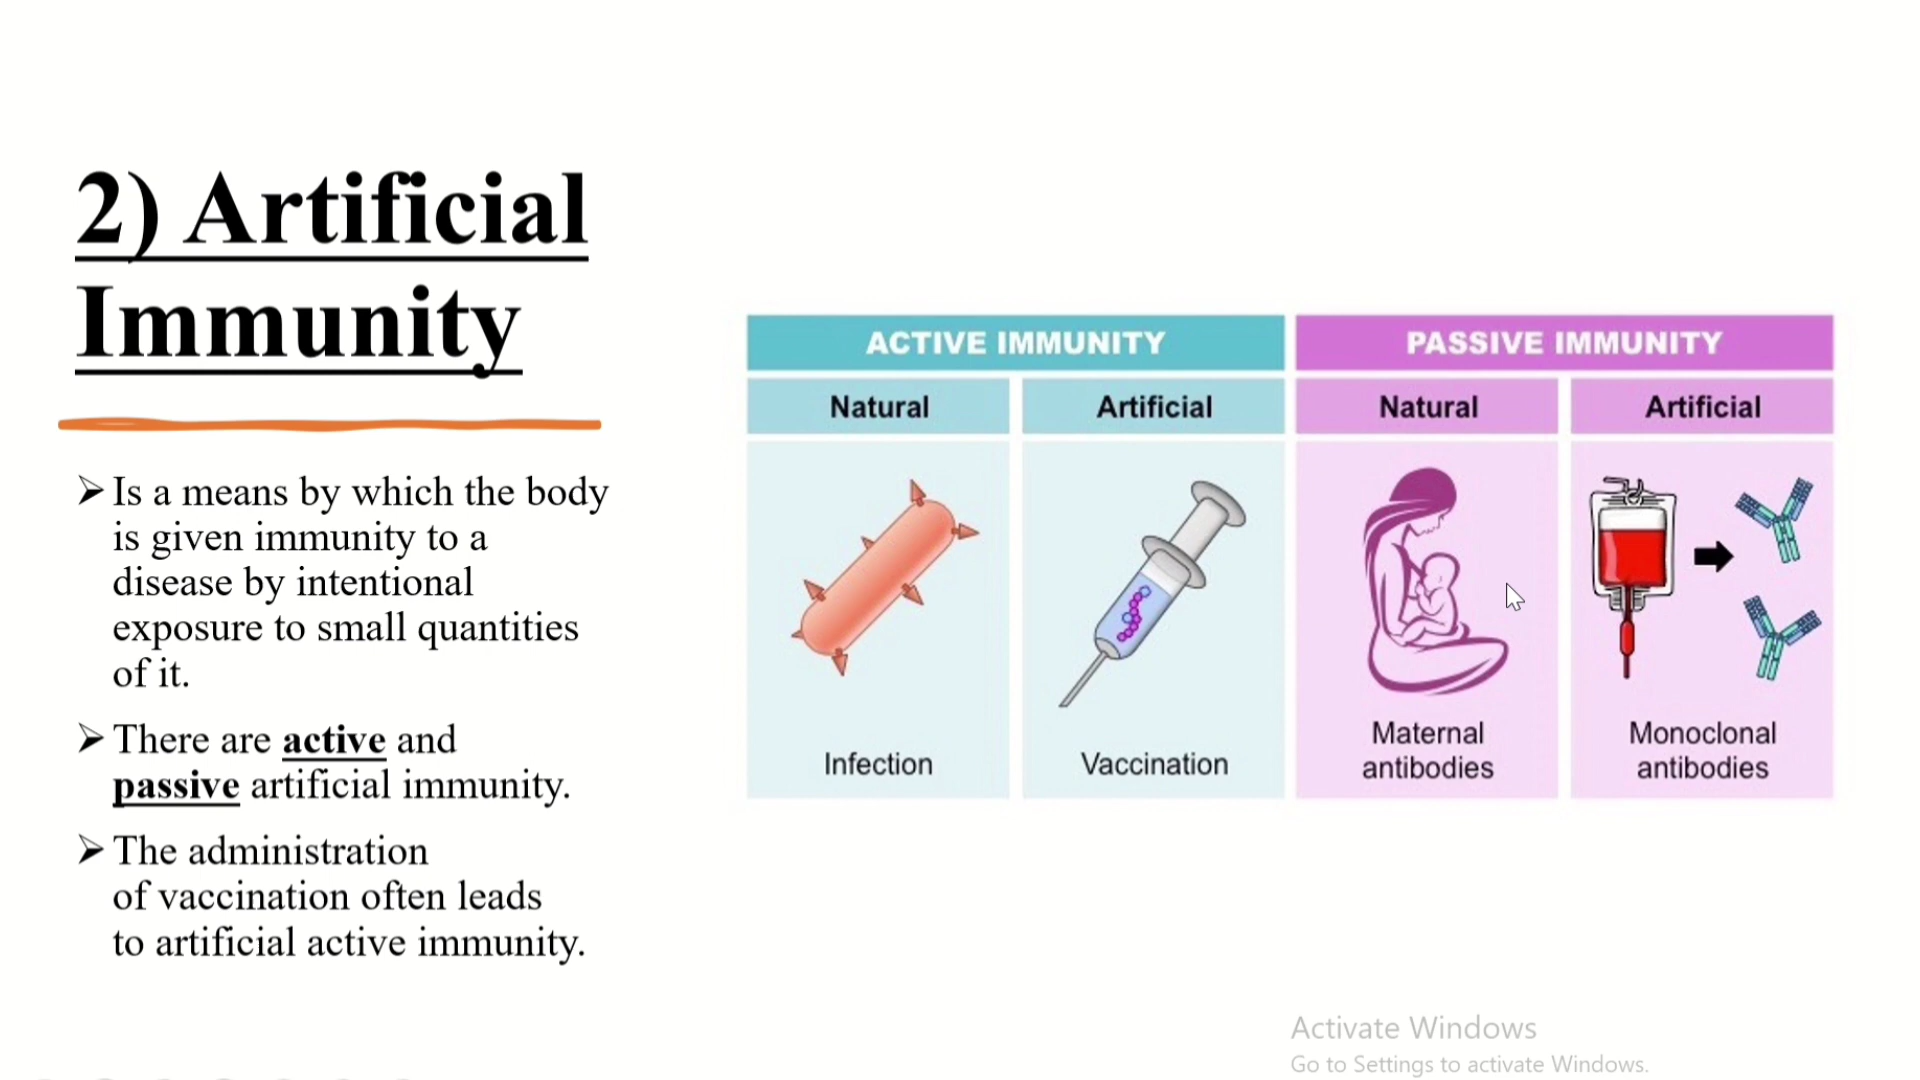 2) Artificial
Immunity
➢ Is a means by which the body
is given immunity to a
disease by intentional
exposure to small quantities
of it.
➢ There are active and
passive artificial immunity.
➢ The administration
of vaccination often leads
to artificial active immunity.
ACTIVE IMMUNITY
Natural
Artificial
Infection
Vaccination
PASSIVE IMMUNITY
Natural
Artificial
Maternal
antibodies
Monoclonal
antibodies
Activate Windows
Go to Settings to activate Windows.